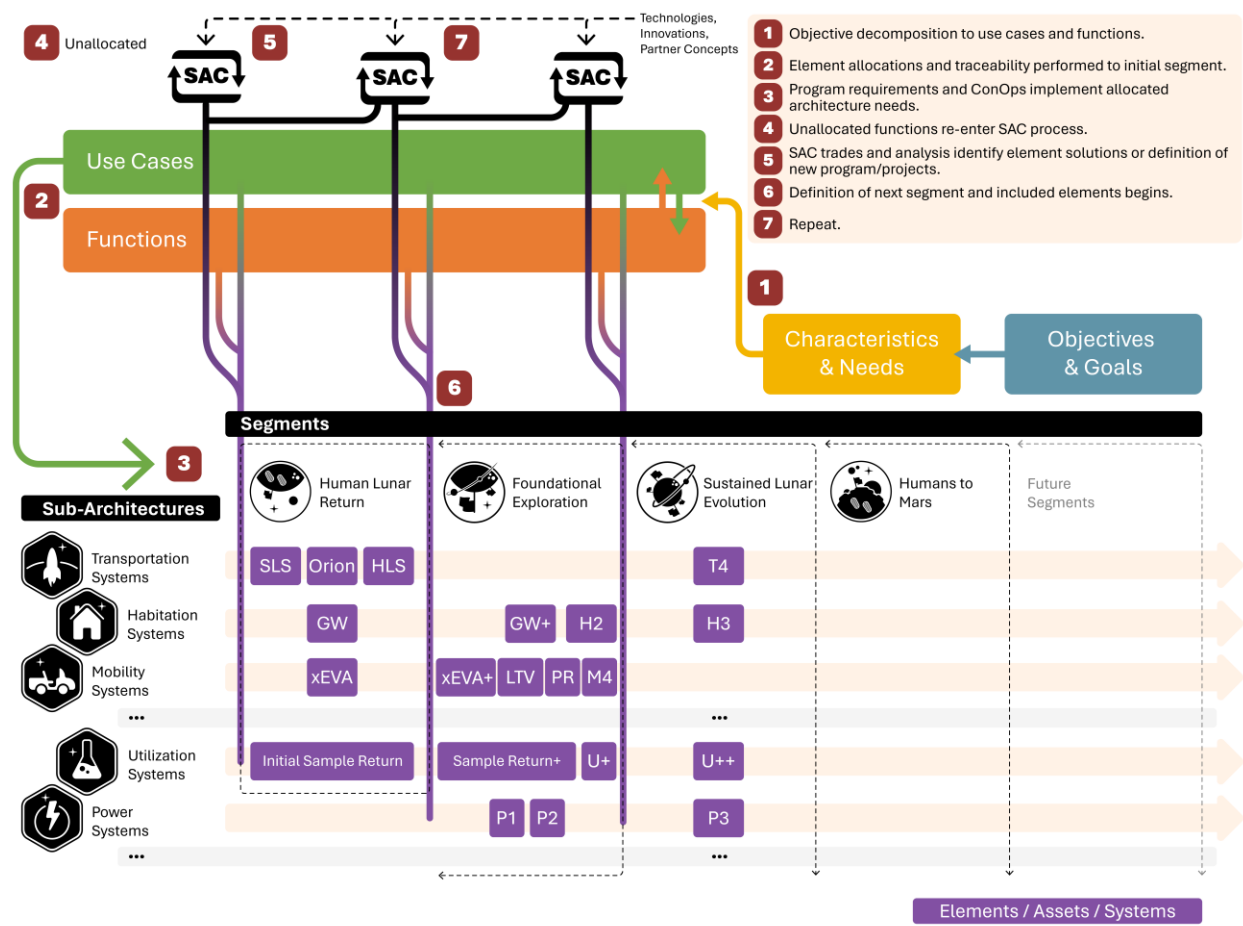 4 Unallocated
5
7
Technologies,
Innovations,
Partner Concepts
SAC
SAC
SAC
1 Objective decomposition to use cases and functions.
2 Element allocations and traceability performed to initial segment.
3 Program requirements and ConOps implement allocated
architecture needs.
4 Unallocated functions re-enter SAC process.
5 SAC trades and analysis identify element solutions or definition of
new program/projects.
6 Definition of next segment and included elements begins.
7 Repeat.
Use Cases
2
Functions
1
Characteristics
& Needs
Objectives
& Goals
6
Segments
3
Human Lunar
Return
Foundational
Exploration
Sustained Lunar
Evolution
Humans to
Mars
Future
Segments
Sub-Architectures
Transportation
Systems
SLS Orion HLS T4
Habitation
Systems
GW GW+ H2 H3
Mobility
Systems
xEVA xEVA+ LTV PR M4
... ...
Utilization
Systems
Initial Sample Return Sample Return+ U+ U++
Power
Systems
P1 P2 P3
... ...
Elements / Assets / Systems